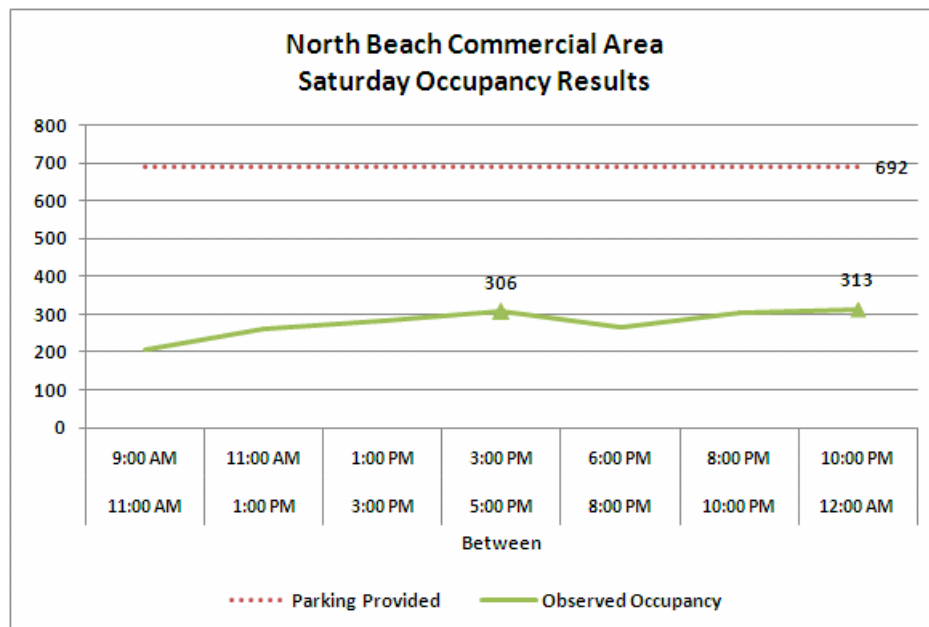 North Beach Commercial Area
Saturday Occupancy Results
800
700
692
600
500
400
306
313
300
200
100
0
9:00 AM 11:00 AM 1:00 PM 3:00 PM 6:00 PM 8:00 PM 10:00 PM
11:00 AM 1:00 PM 3:00 PM 5:00 PM 8:00 PM 10:00 PM 12:00 AM
Between
Parking Provided Observed Occupancy